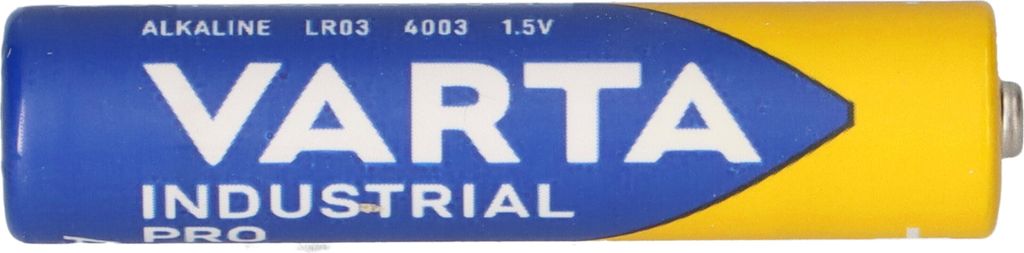 ALKALINE LR03 4003 1.5V
VARTA
INDUSTRIAL
PRO